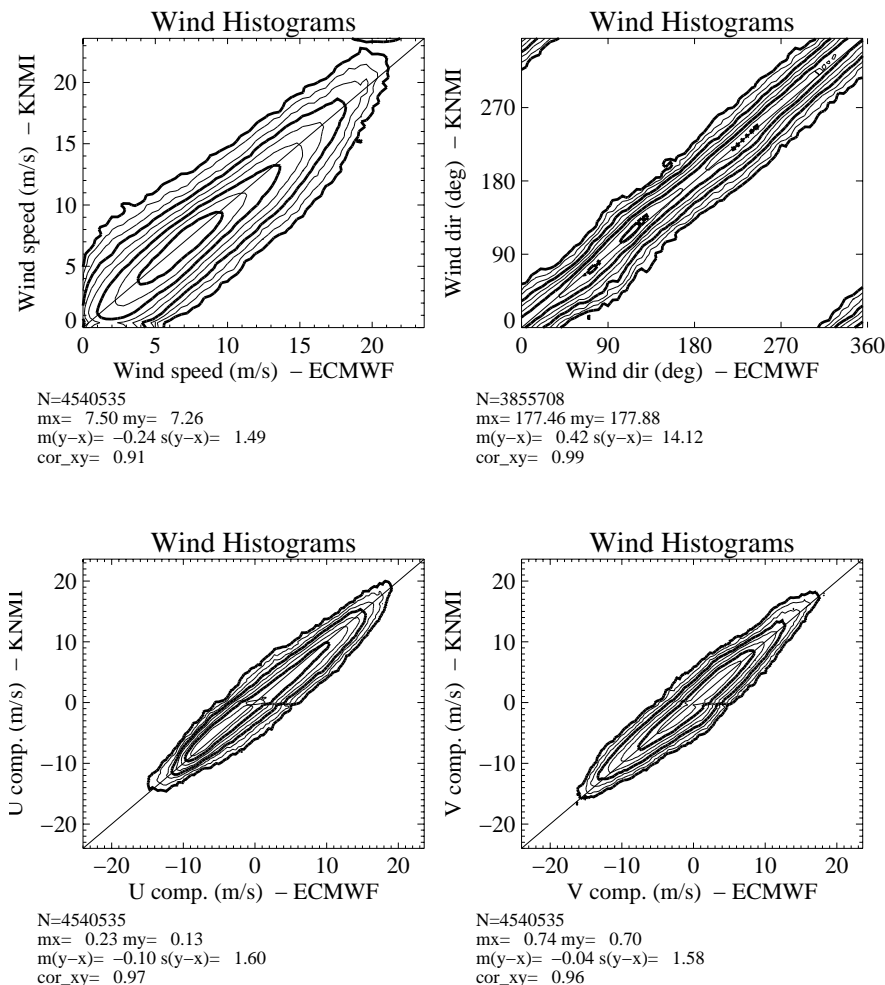 Wind Histograms
Wind speed (m/s) – KNMI
20
15
10
5
0
0 5 10 15 20
Wind speed (m/s) – ECMWF
N=4540535
mx= 7.50 my= 7.26
m(y−x)= −0.24 s(y−x)= 1.49
cor_xy= 0.91
Wind Histograms
Wind dir (deg) – KNMI
270
180
90
0
0 90 180 270 360
Wind dir (deg) – ECMWF
N=3855708
mx= 177.46 my= 177.88
m(y−x)= 0.42 s(y−x)= 14.12
cor_xy= 0.99
Wind Histograms
U comp. (m/s) – KNMI
20
10
0
−10
−20
−20 −10 0 10 20
U comp. (m/s) – ECMWF
N=4540535
mx= 0.23 my= 0.13
m(y−x)= −0.10 s(y−x)= 1.60
cor_xy= 0.97
Wind Histograms
V comp. (m/s) – KNMI
20
10
0
−10
−20
−20 −10 0 10 20
V comp. (m/s) – ECMWF
N=4540535
mx= 0.74 my= 0.70
m(y−x)= −0.04 s(y−x)= 1.58
cor_xy= 0.96